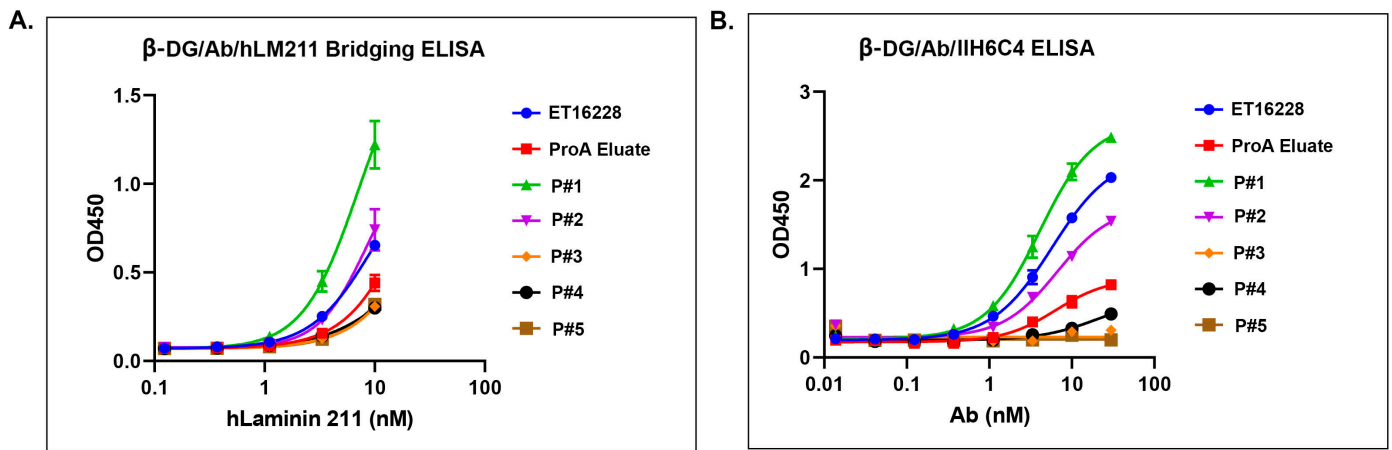 A.
β-DG/Ab/hLM211 Bridging ELISA
1.5
1.0
0.5
0.0
OD450
0.1
1
10
100
hLaminin 211 (nM)
ET16228
ProA Eluate
P#1
P#2
P#3
P#4
P#5
B.
β-DG/Ab/IIH6C4 ELISA
3
2
1
0
OD450
0.01
0.1
1
10
100
Ab (nM)
ET16228
ProA Eluate
P#1
P#2
P#3
P#4
P#5